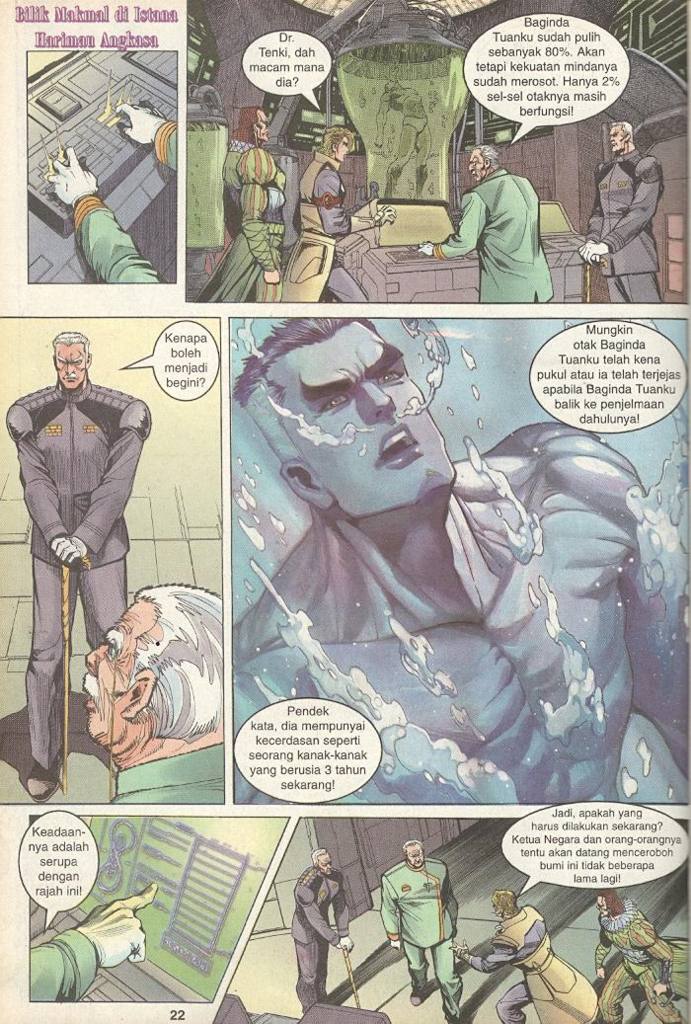 Bilik Makmal di Istana
Hariman Angkasa
Dr.
Tenki, dah
macam mana
dia?
Baginda
Tuanku sudah pulih
sebanyak 80%. Akan
tetapi kekuatan mindanya
sudah merosot. Hanya 2%
sel-sel otaknya masih
berfungsi!
Kenapa
boleh
menjadi
begini?
Mungkin
otak Baginda
Tuanku telah kena
pukul atau ia telah terjejas
apabila Baginda Tuanku
balik ke penjelmaan
dahulunya!
Pendek
kata, dia mempunyai
kecerdasan seperti
seorang kanak-kanak
yang berusia 3 tahun
sekarang!
Keadaan-
nya adalah
serupa
dengan
rajah ini!
Jadi, apakah yang
harus dilakukan sekarang?
Ketua Negara dan orang-orangnya
tentu akan datang menceroboh
bumi ini tidak beberapa
lama lagi!
22